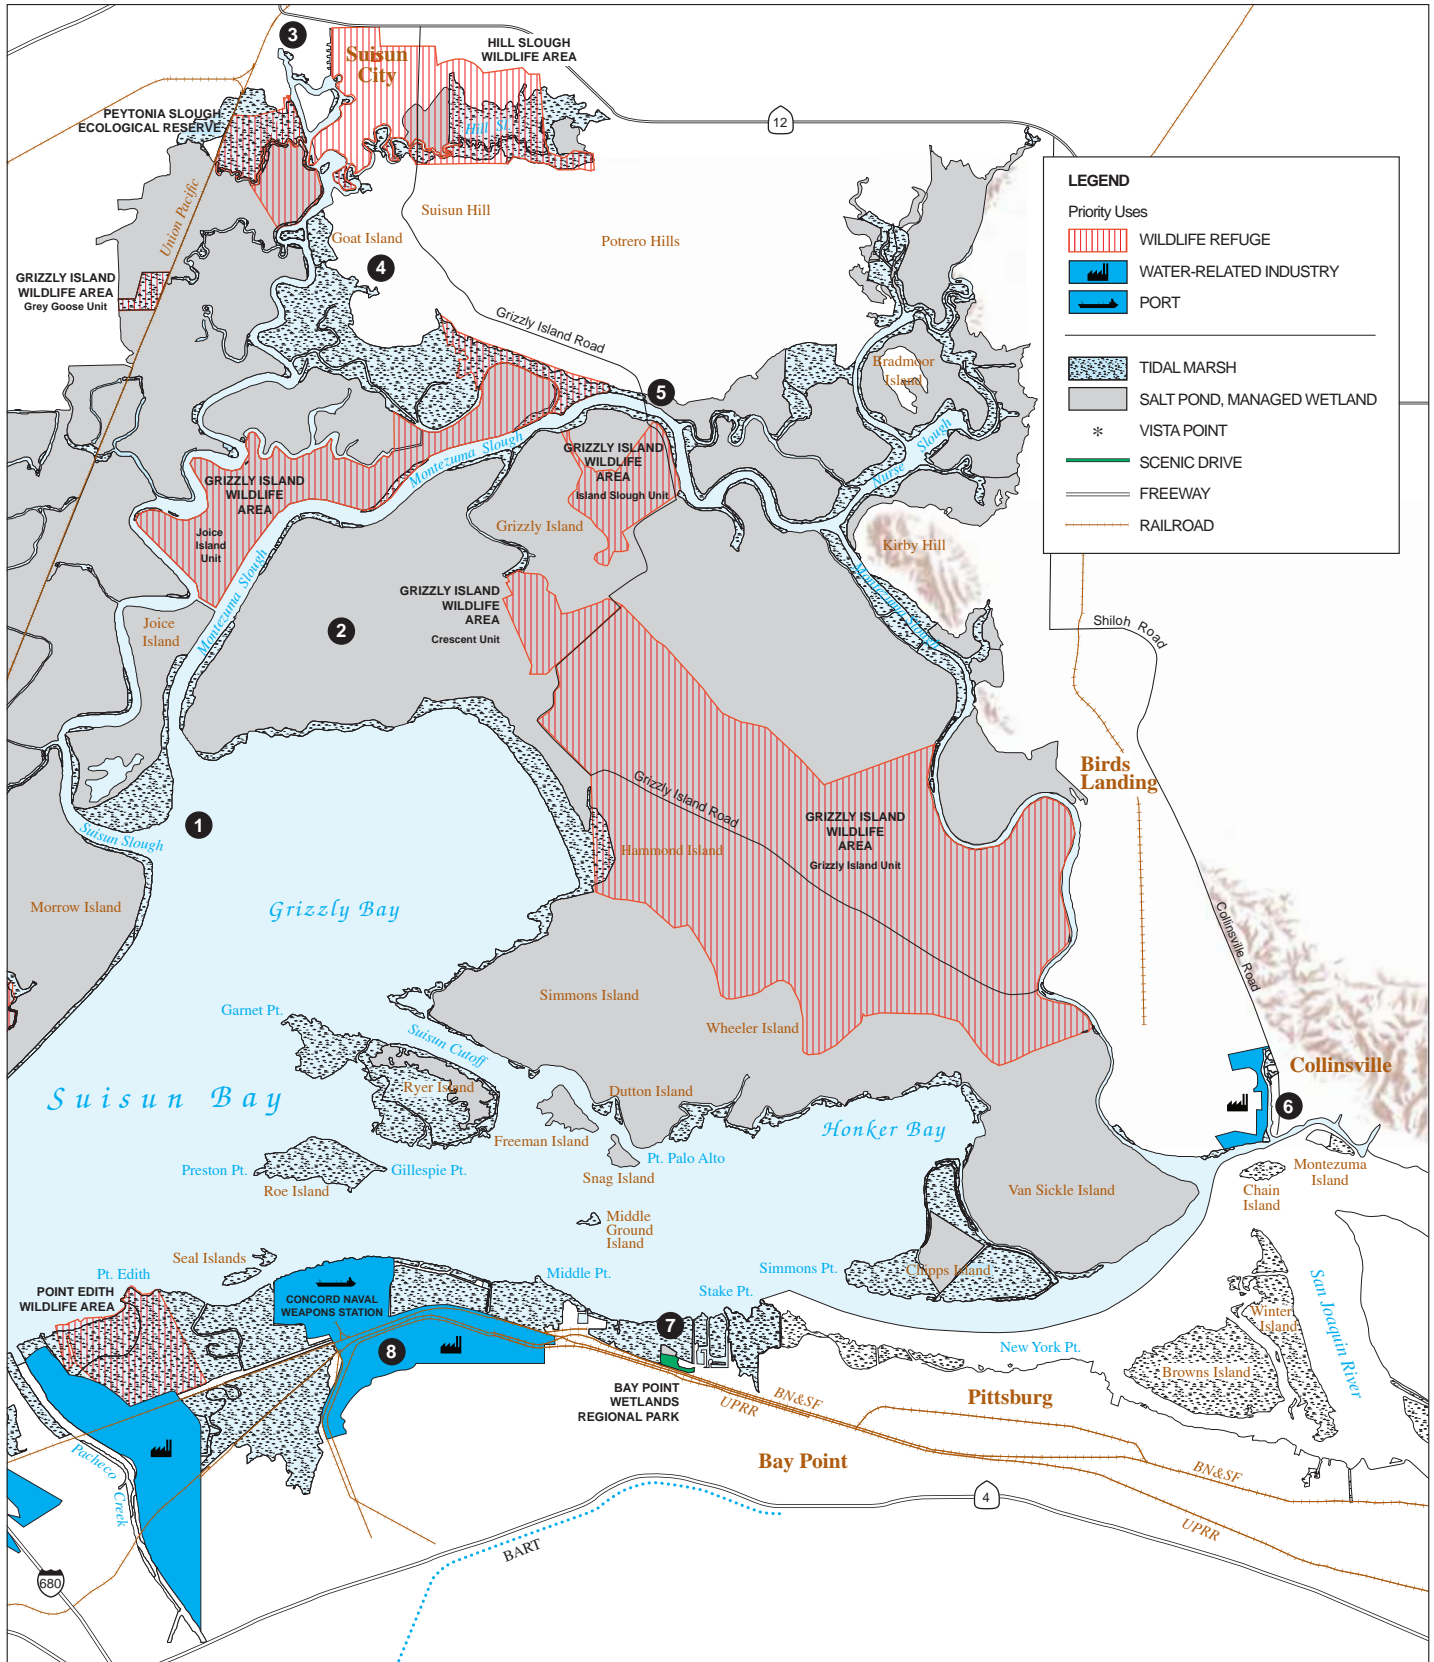 3
Suisun
City
HILL SLOUGH
WILDLIFE AREA
PEYTONIA SLOUGH
ECOLOGICAL RESERVE
Hill Sl.
12
Union Pacific
Suisun Hill
Goat Island
Potrero Hills
4
GRIZZLY ISLAND
WILDLIFE AREA
Grey Goose Unit
Grizzly Island Road
5
Bradmoor
Island
LEGEND
Priority Uses
WILDLIFE REFUGE
WATER-RELATED INDUSTRY
PORT
TIDAL MARSH
SALT POND, MANAGED WETLAND
* VISTA POINT
SCENIC DRIVE
FREEWAY
RAILROAD
Montezuma Slough
GRIZZLY ISLAND
WILDLIFE
AREA
Island Slough Unit
Nurse Slough
GRIZZLY ISLAND
WILDLIFE
AREA
Joice
Island
Unit
Grizzly Island
Kirby Hill
Montezuma Slough
Montezuma Slough
GRIZZLY ISLAND
WILDLIFE
AREA
Crescent Unit
Joice
Island
2
Shiloh Road
Birds
Landing
Grizzly Island Road
1
Suisun Slough
GRIZZLY ISLAND
WILDLIFE
AREA
Grizzly Island Unit
Hammond Island
Morrow Island
Grizzly Bay
Collinsville Road
Simmons Island
Garnet Pt.
Wheeler Island
Suisun Cutoff
Collinsville
Suisun Bay
Ryer Island
Dutton Island
6
Honker Bay
Freeman Island
Pt. Palo Alto
Preston Pt.
Gillespie Pt.
Snag Island
Roe Island
Van Sickle Island
Montezuma
Island
Chain
Island
Middle
Ground
Island
Seal Islands
Pt. Edith
Middle Pt.
Simmons Pt.
Chipps Island
POINT EDITH
WILDLIFE AREA
CONCORD NAVAL
WEAPONS STATION
Stake Pt.
San Joaquin River
Winter
Island
7
8
New York Pt.
Browns Island
BAY POINT
WETLANDS
REGIONAL PARK
BN&SF
UPRR
Pittsburg
Pacheco
Creek
Bay Point
BN&SF
4
UPRR
BART
680